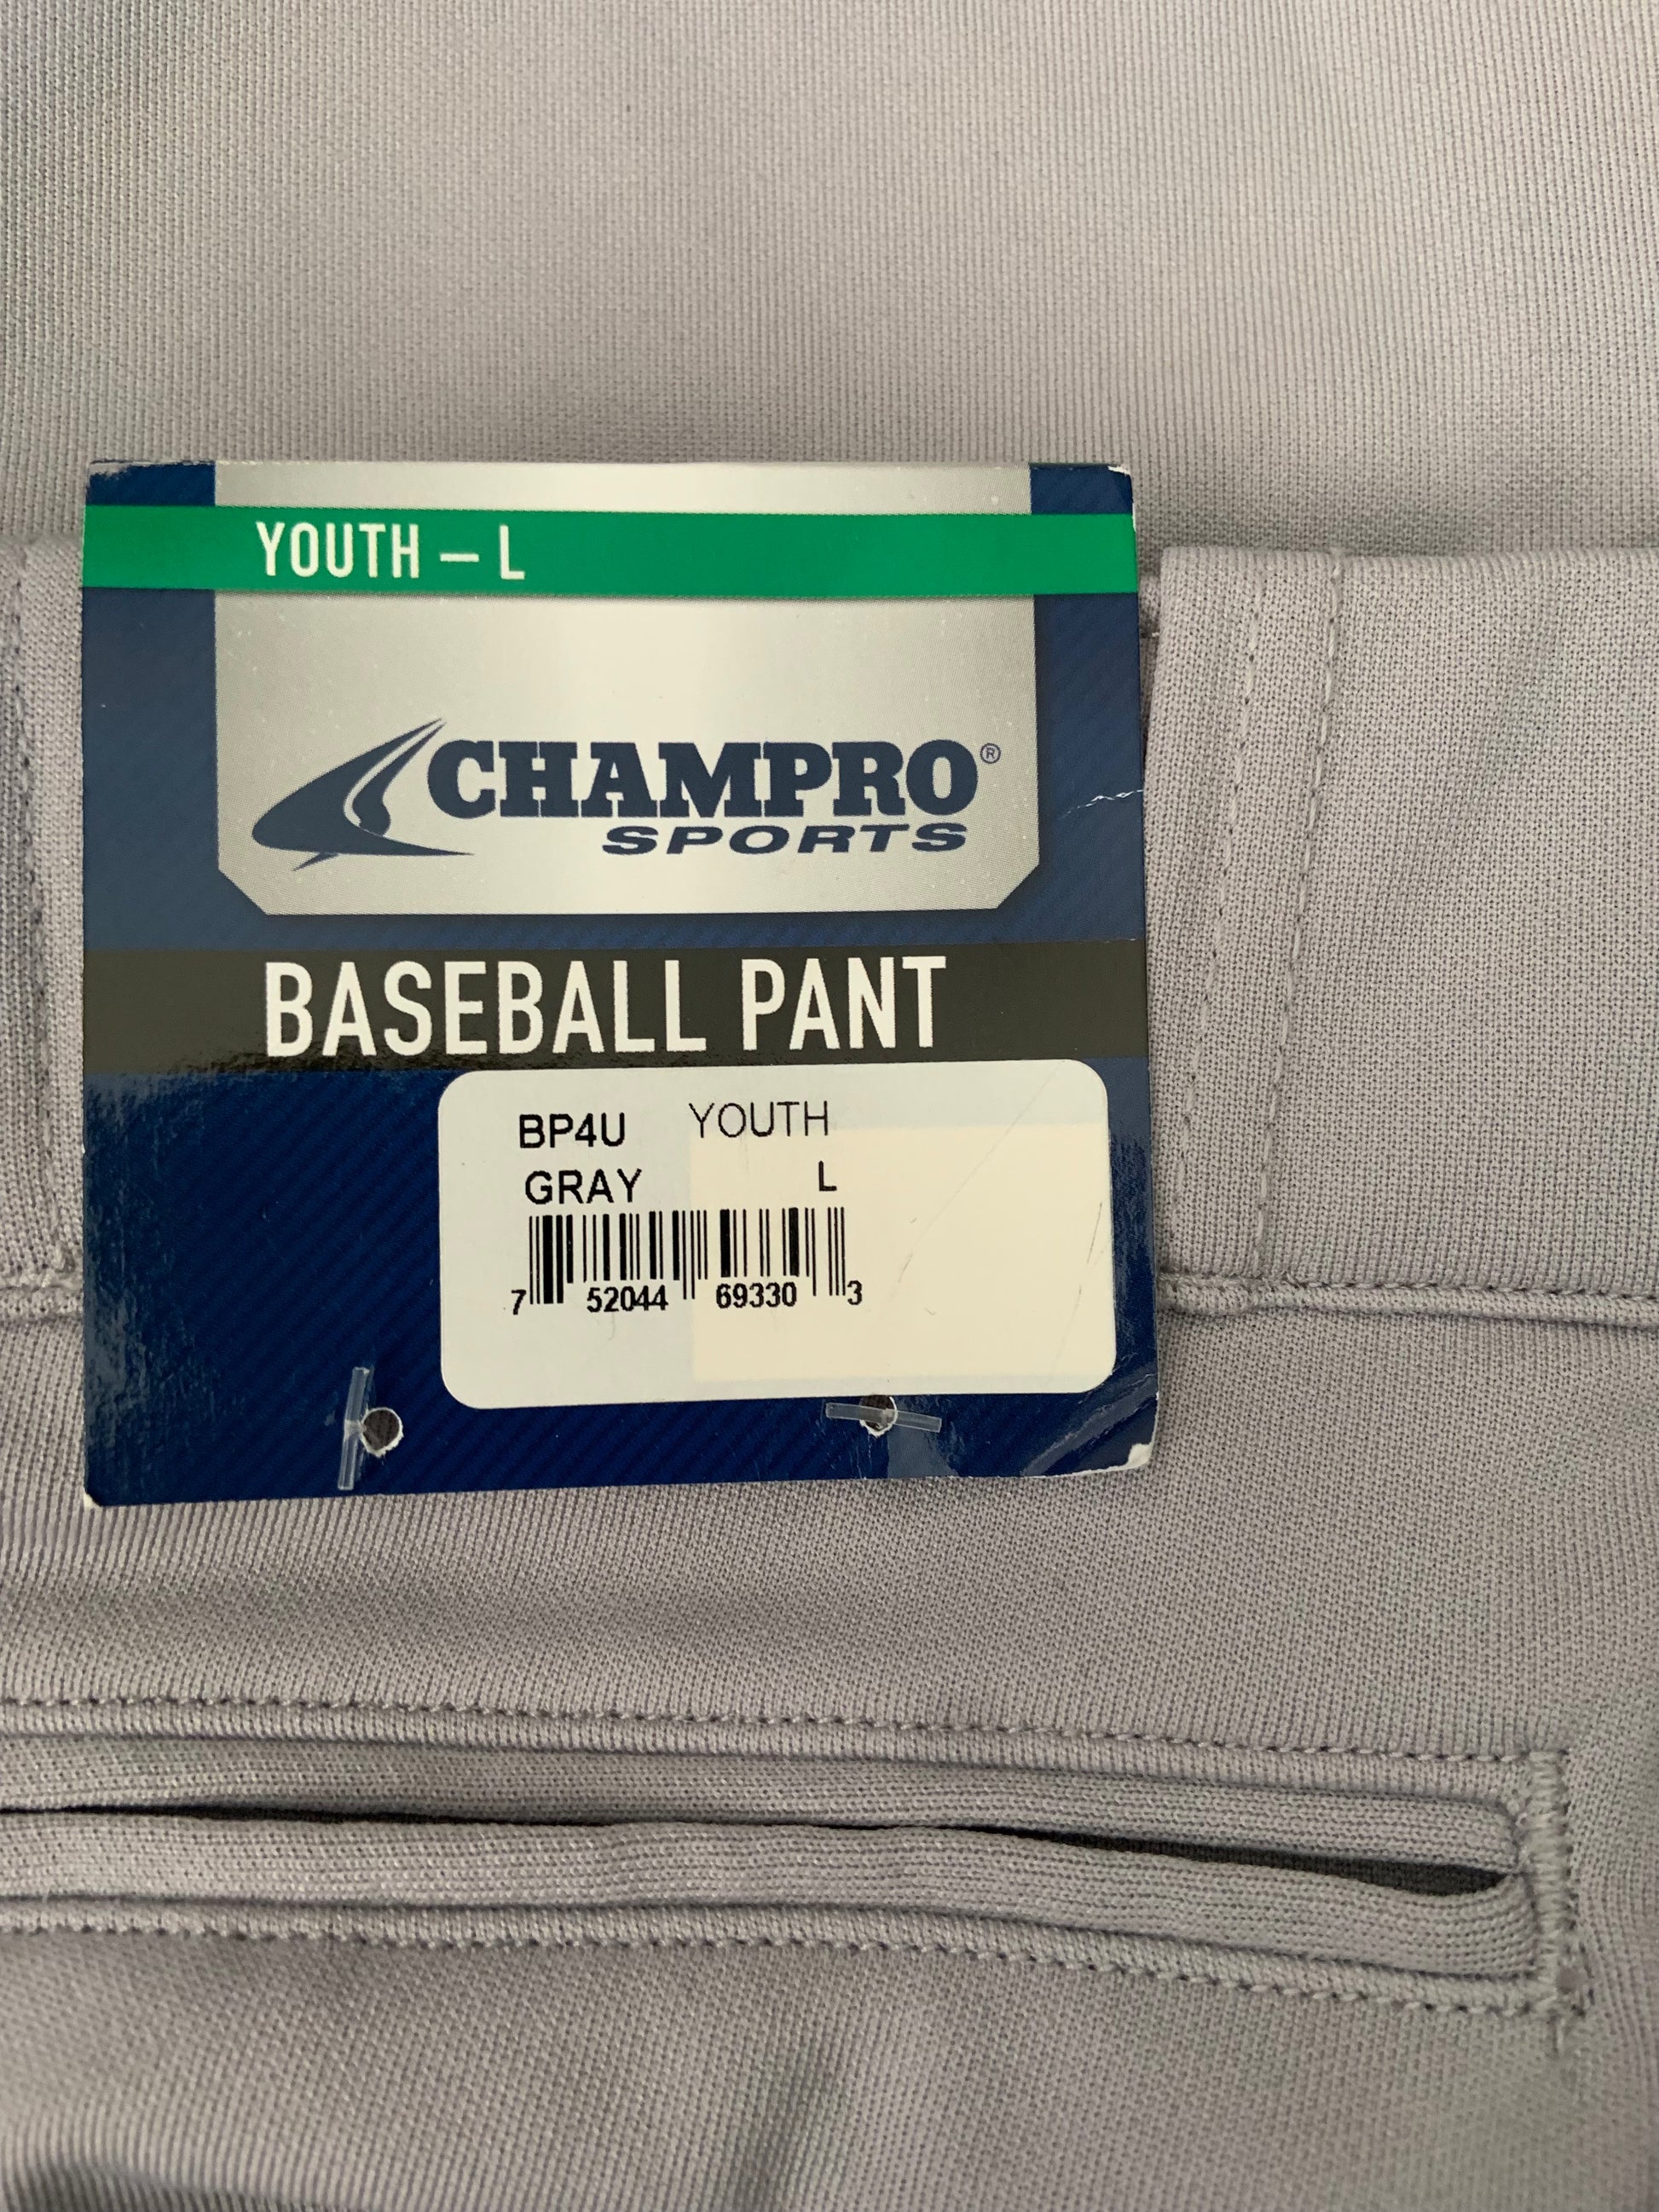 YOUTH – L
CHAMPRO®
SPORTS
BASEBALL PANT
BP4U YOUTH
GRAY L
7 52044 69330 3